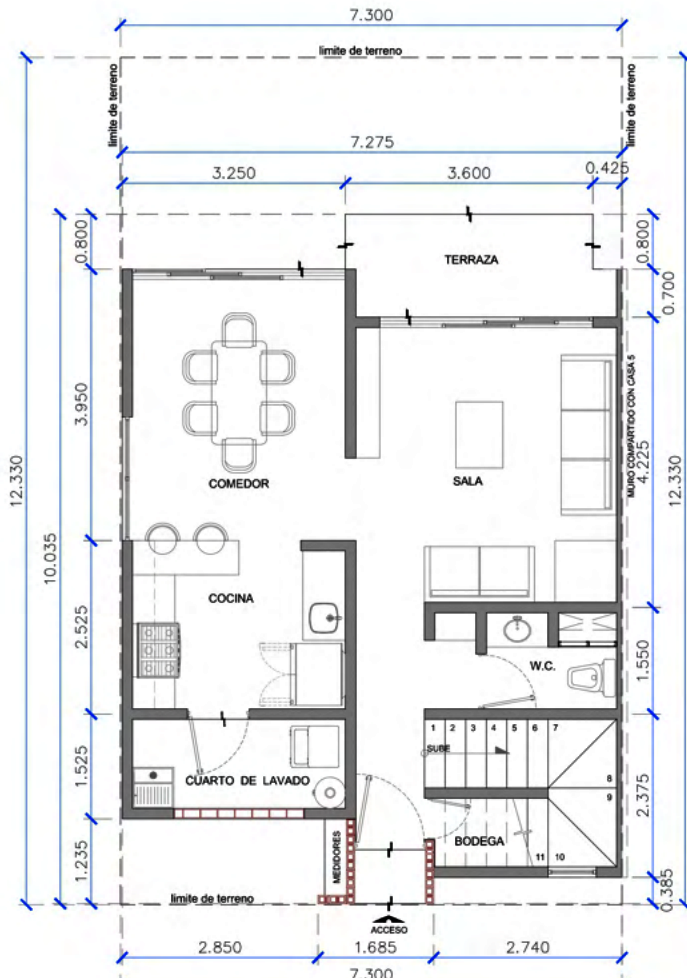 7.300
limite de terreno
limite de terreno
limite de terreno
7.275
3.250
3.600
0.425
0.800
0.800
TERRAZA
0.700
3.950
MURO COMPARTIDO CON CASA 5
4.225
COMEDOR
SALA
12.330
12.330
10.035
COCINA
2.525
W.C.
1.550
1
2
3
4
5
6
7
SUBE
8
1.525
CUARTO DE LAVADO
9
2.375
BODEGA
11
10
1.235
MEDIDORES
0.385
limite de terreno
ACCESO
2.850
1.685
2.740
7.300